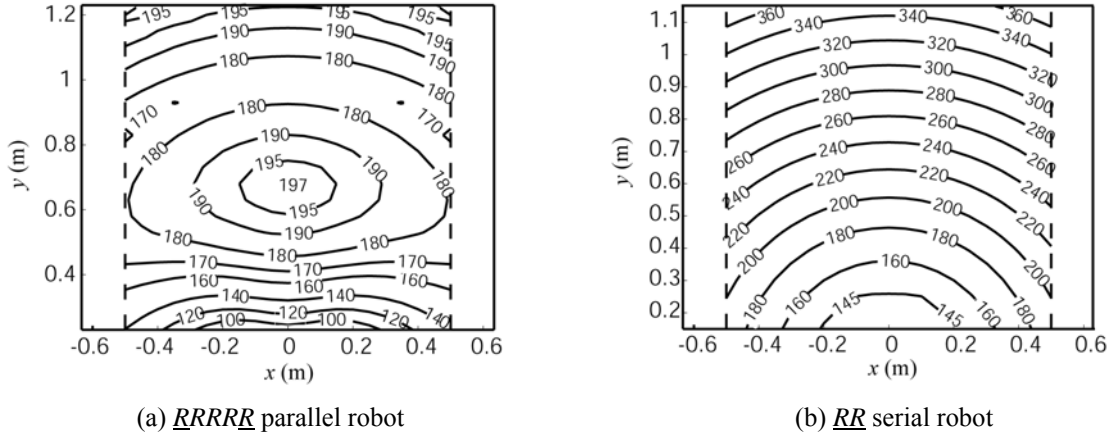 1.2
1
0.8
0.6
0.4
y (m)
195 195 195 195
190 190 190
180 180 180
170 170
180 180
180 190 195 190 180
197
190 195
190
180 180 180
170 170 170
160 160 160
140 140 140
120 120 120
100 100
-0.6 -0.4 -0.2 0 0.2 0.4 0.6
x (m)
(a) RRRRR parallel robot
1.1
1
0.9
0.8
0.7
0.6
0.5
0.4
0.3
0.2
y (m)
360 360
340 340 340
320 320 320
300 300 300
280 280 280
260 260 260 260
240 240 240 240
220 220 220 220
200 200 200 200
180 180 180 180
160 160 160
145 145
-0.6 -0.4 -0.2 0 0.2 0.4 0.6
x (m)
(b) RR serial robot